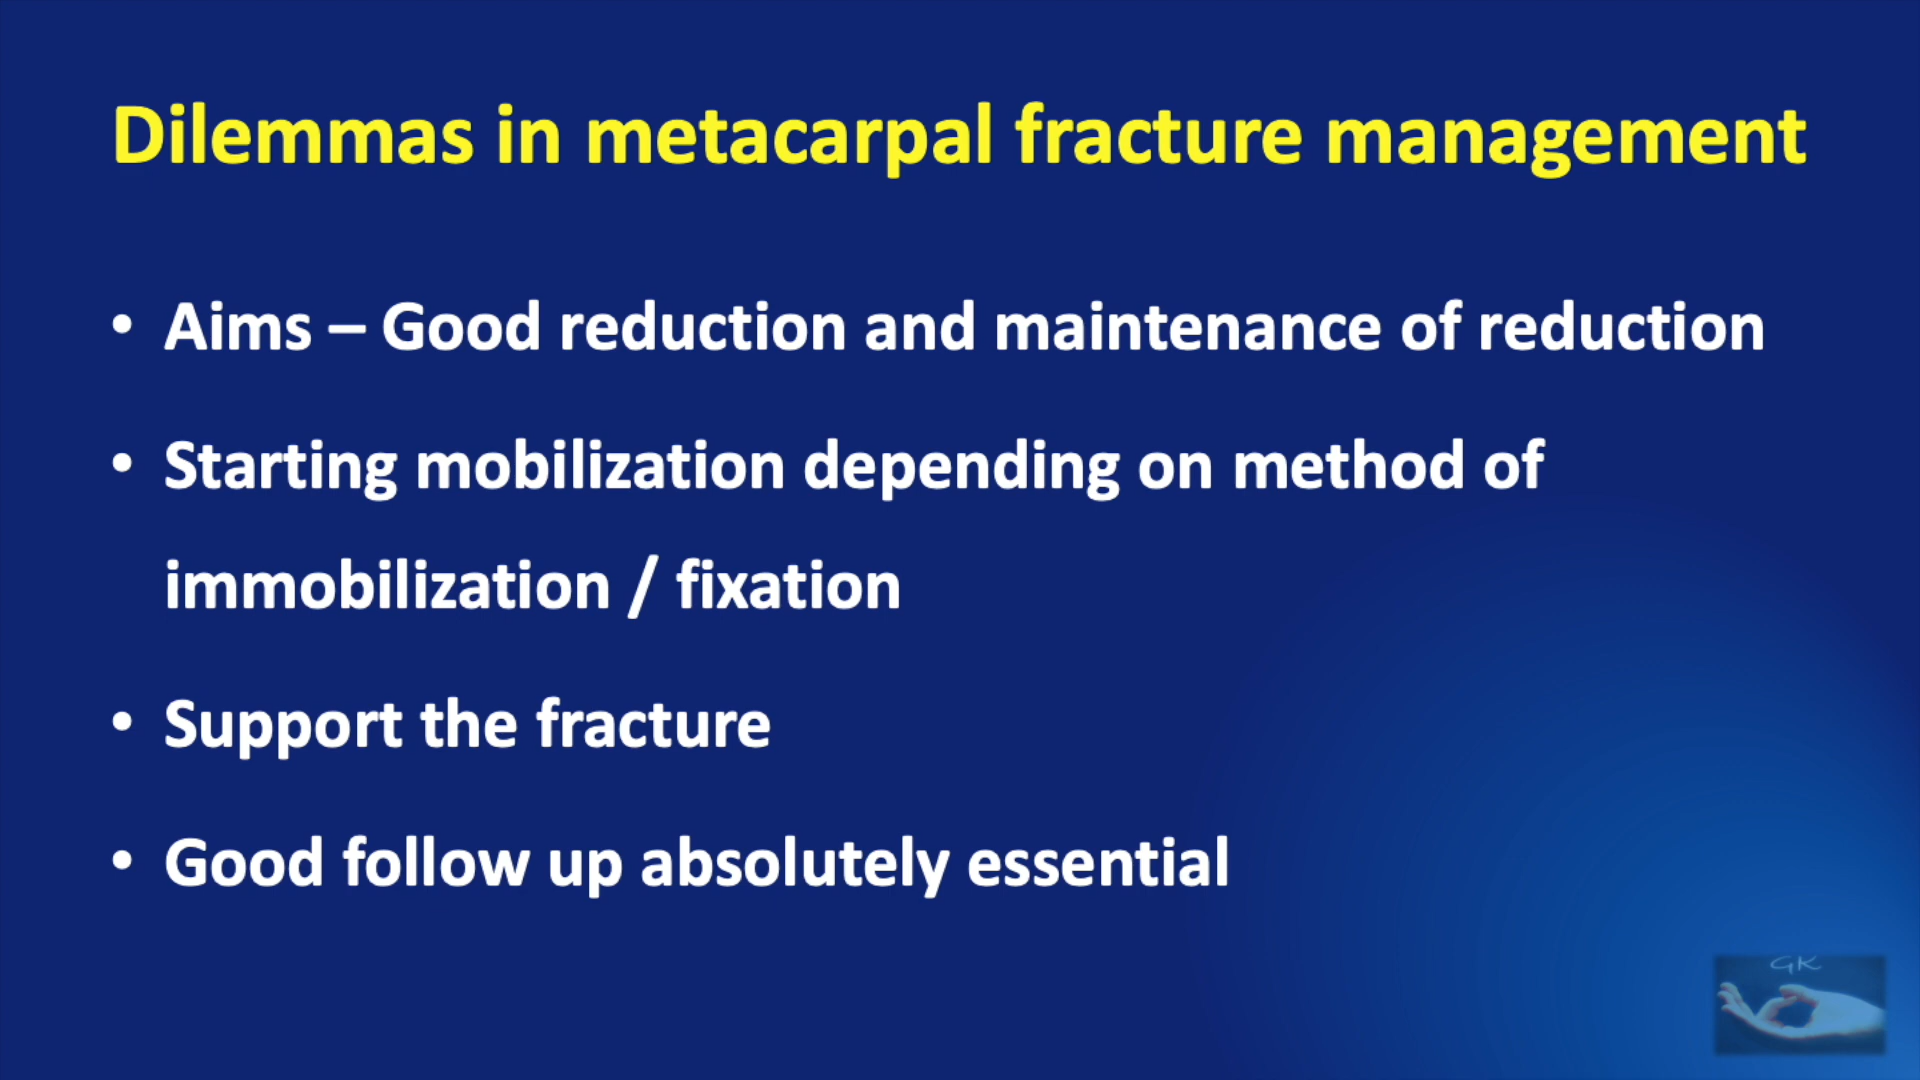 Dilemmas in metacarpal fracture management
• Aims – Good reduction and maintenance of reduction
• Starting mobilization depending on method of
immobilization / fixation
• Support the fracture
• Good follow up absolutely essential
GK